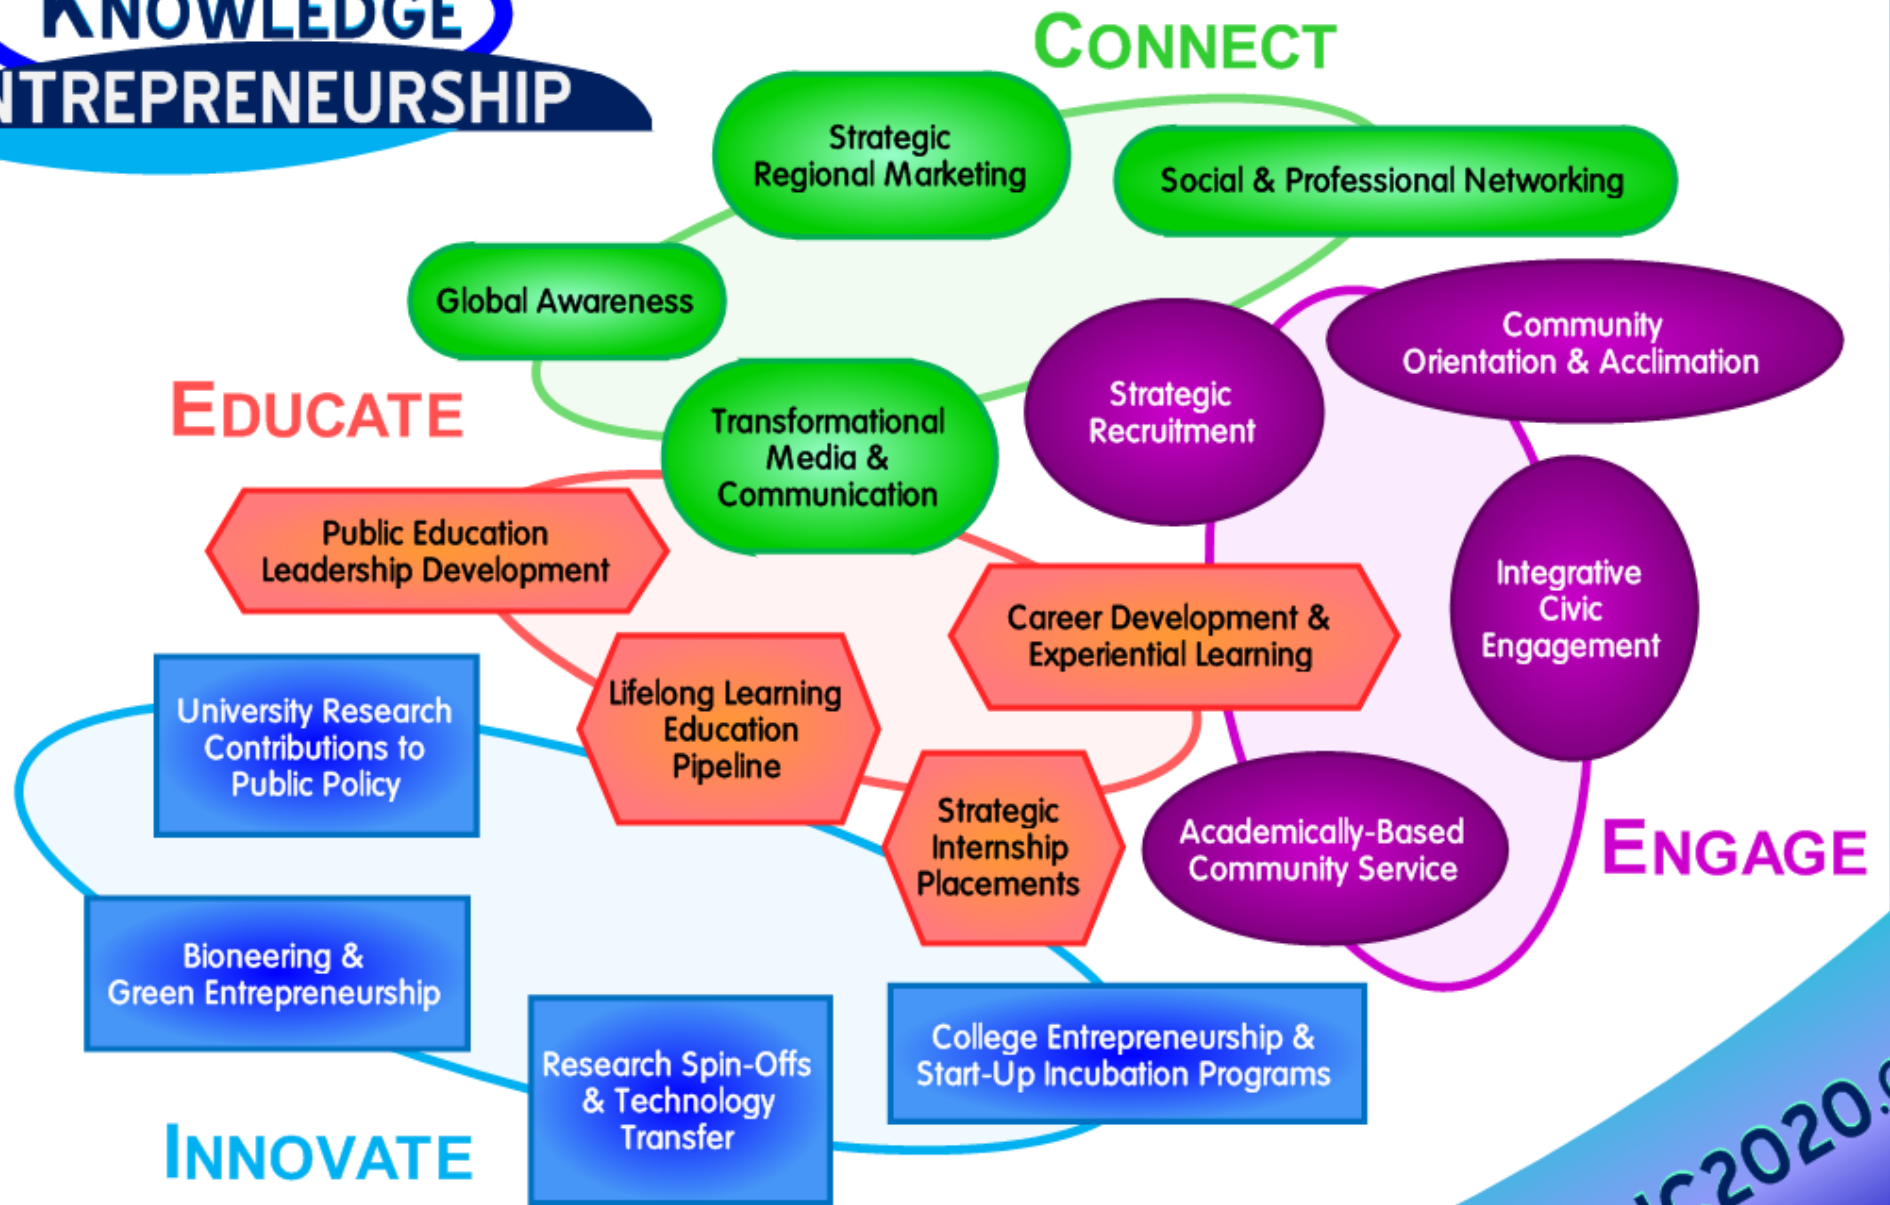 KNOWLEDGE
NTREPRENEURSHIP
CONNECT
Strategic
Regional Marketing
Social & Professional Networking
Global Awareness
Community
Orientation & Acclimation
Strategic
Recruitment
EDUCATE
Transformational
Media &
Communication
Public Education
Leadership Development
Career Development &
Experiential Learning
Integrative
Civic
Engagement
Lifelong Learning
Education
Pipeline
University Research
Contributions to
Public Policy
Strategic
Internship
Placements
Academically-Based
Community Service
ENGAGE
Bioneering &
Green Entrepreneurship
Research Spin-Offs
& Technology
Transfer
College Entrepreneurship &
Start-Up Incubation Programs
INNOVATE
IC2020.